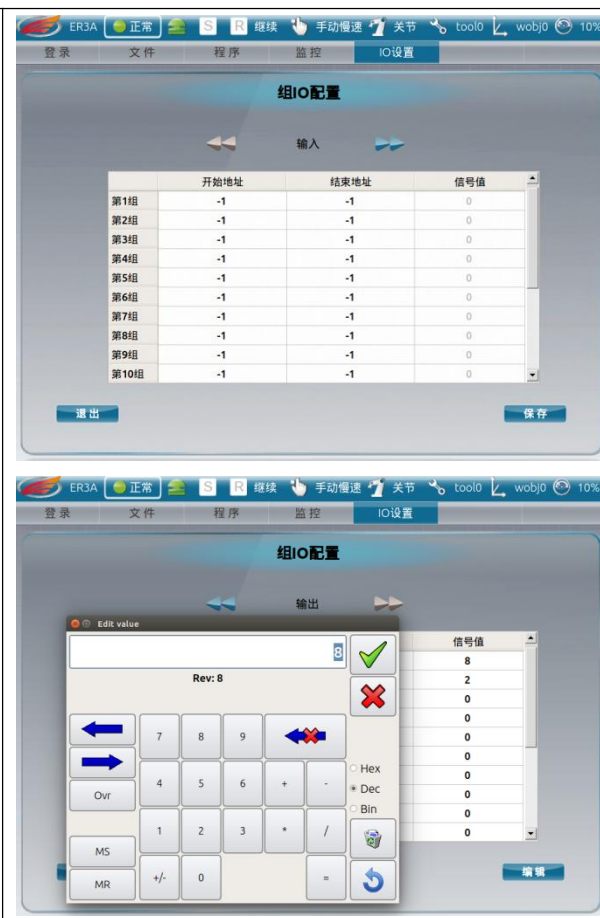 ER3A 正常 S R 继续 手动慢速 关节 tool0 wobj0 10%
登录 文件 程序 监控 IO设置
组IO配置
输入
开始地址 结束地址 信号值
第1组 -1 -1 0
第2组 -1 -1 0
第3组 -1 -1 0
第4组 -1 -1 0
第5组 -1 -1 0
第6组 -1 -1 0
第7组 -1 -1 0
第8组 -1 -1 0
第9组 -1 -1 0
第10组 -1 -1 0
退出 保存
ER3A 正常 S R 继续 手动慢速 关节 tool0 wobj0 10%
登录 文件 程序 监控 IO设置
组IO配置
输出
Edit value
8
Rev: 8
信号值
8
2
0
0
0
0
0
0
0
0
7 8 9
4 5 6 + -
Hex
Dec
Bin
Ovr
1 2 3 * /
MS
MR +/- 0 =
编辑